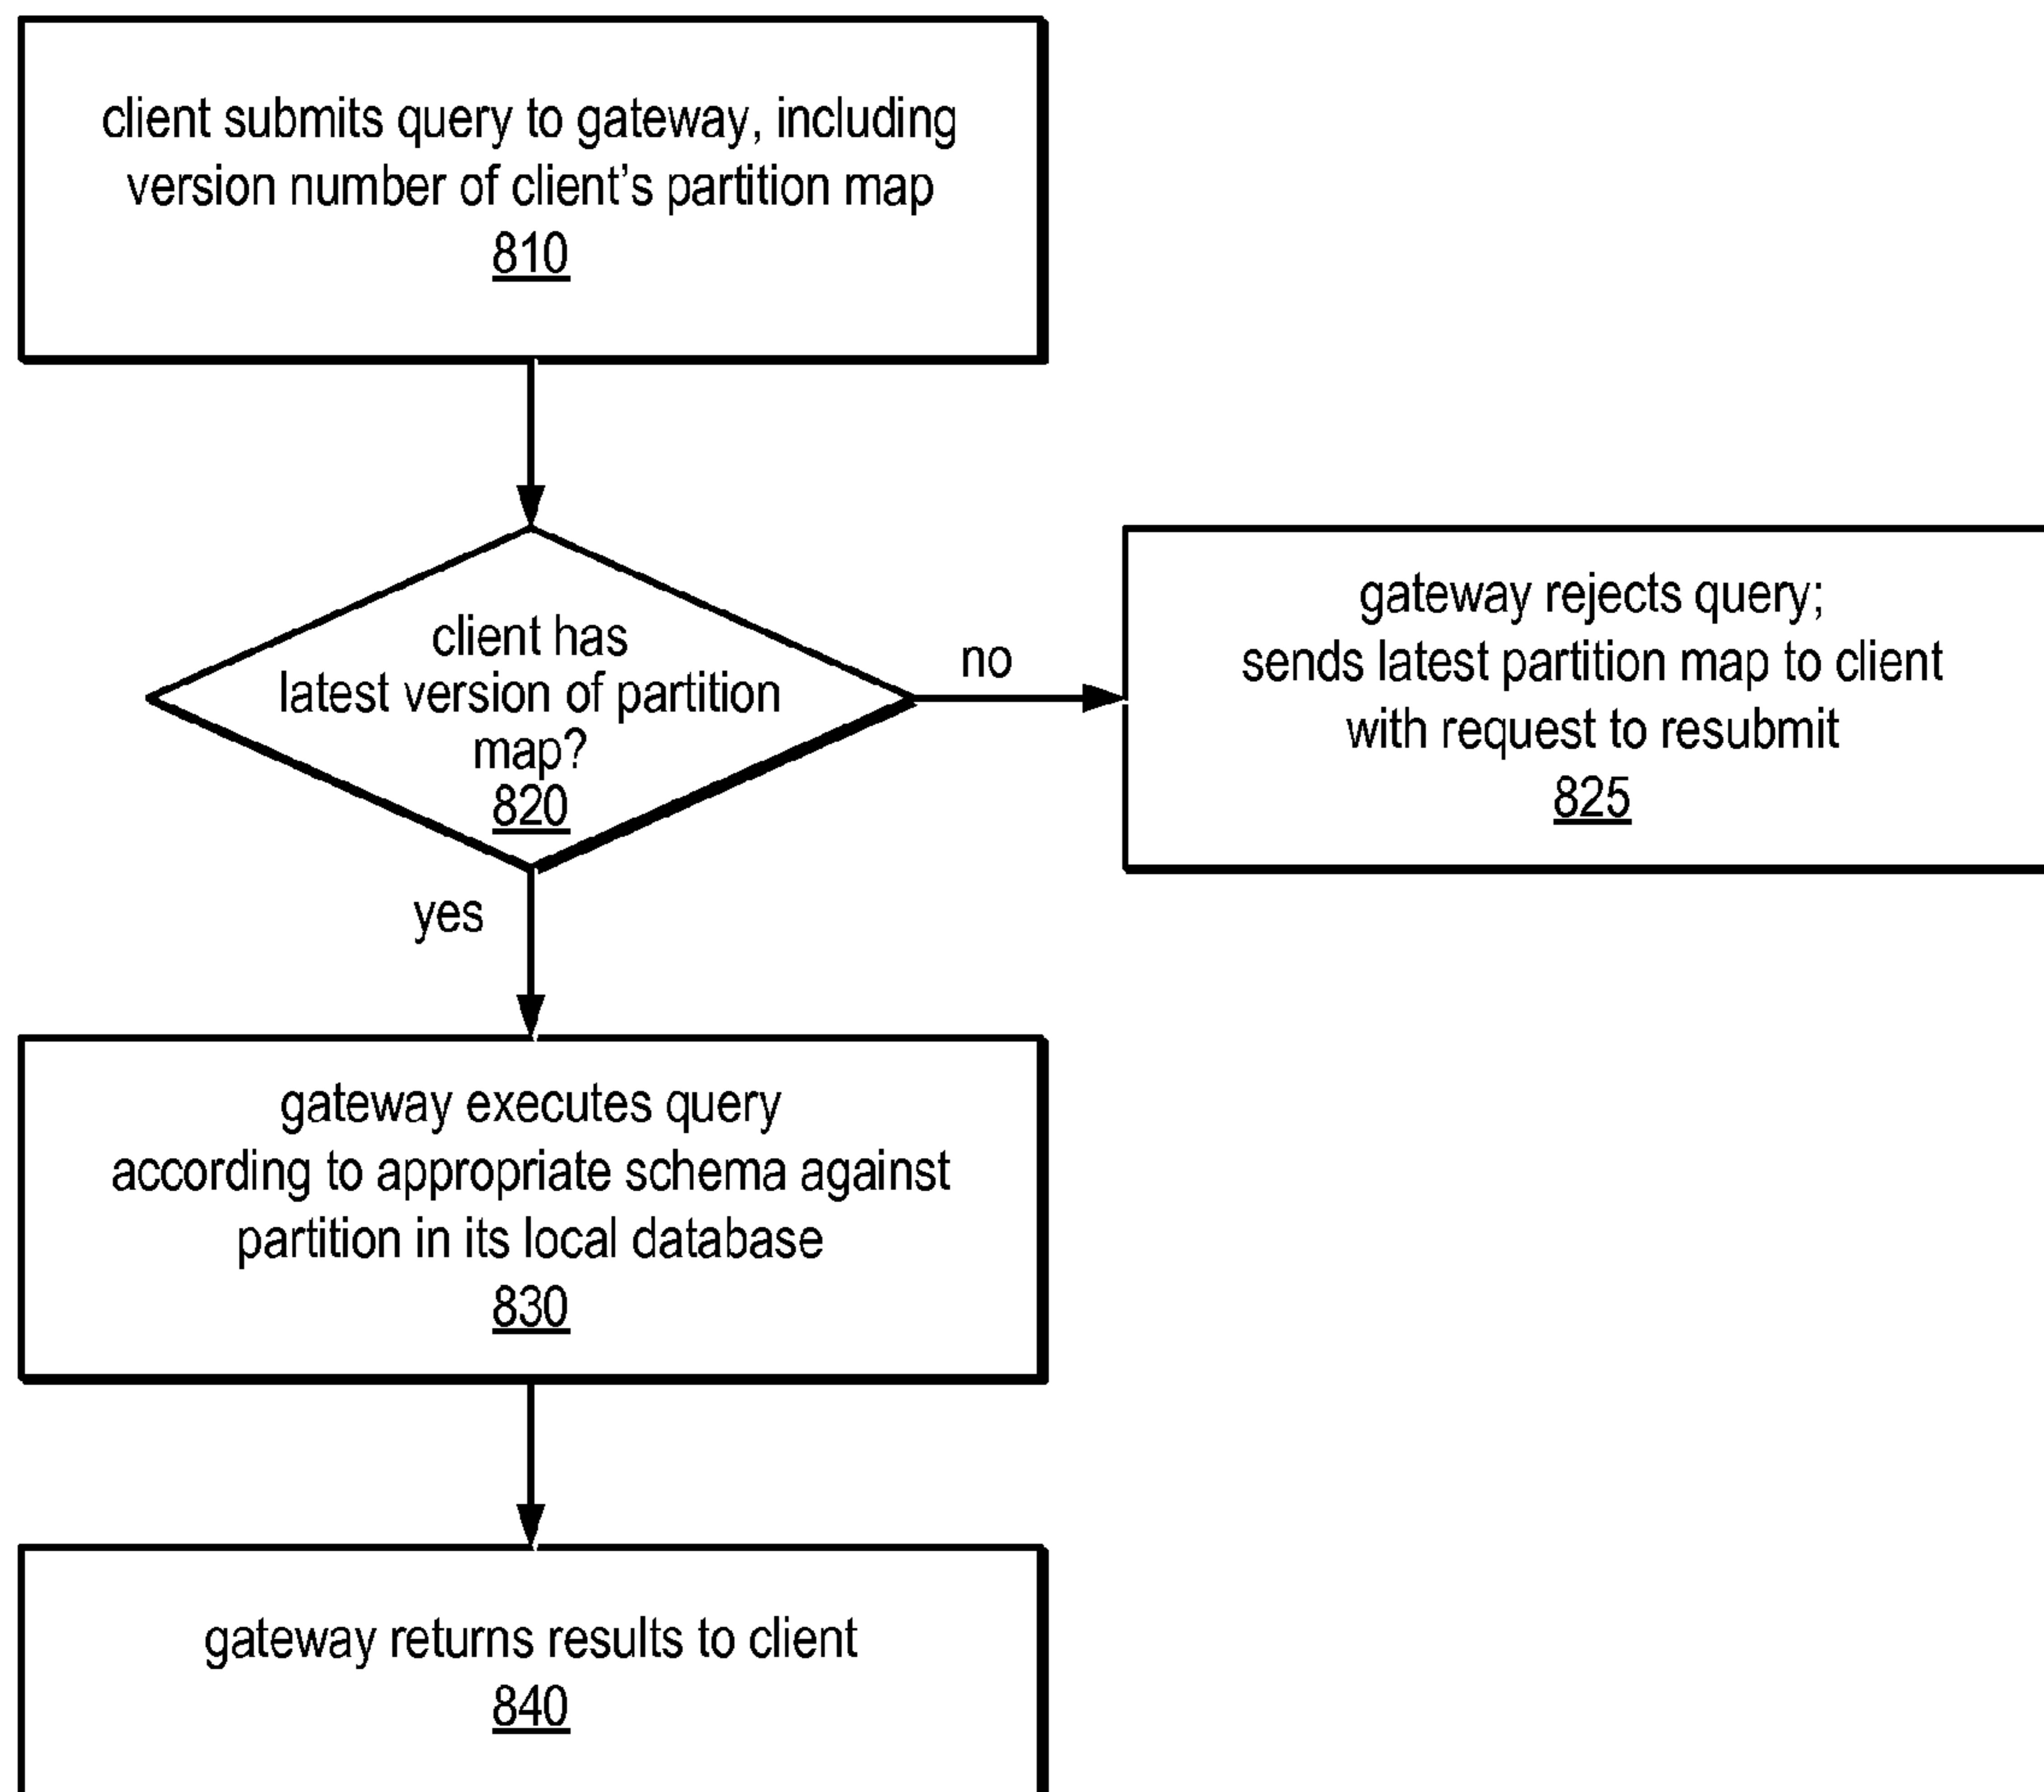 client submits query to gateway, including
version number of client's partition map
810
client has
latest version of partition
map?
820
no
gateway rejects query;
sends latest partition map to client
with request to resubmit
825
yes
gateway executes query
according to appropriate schema against
partition in its local database
830
gateway returns results to client
840